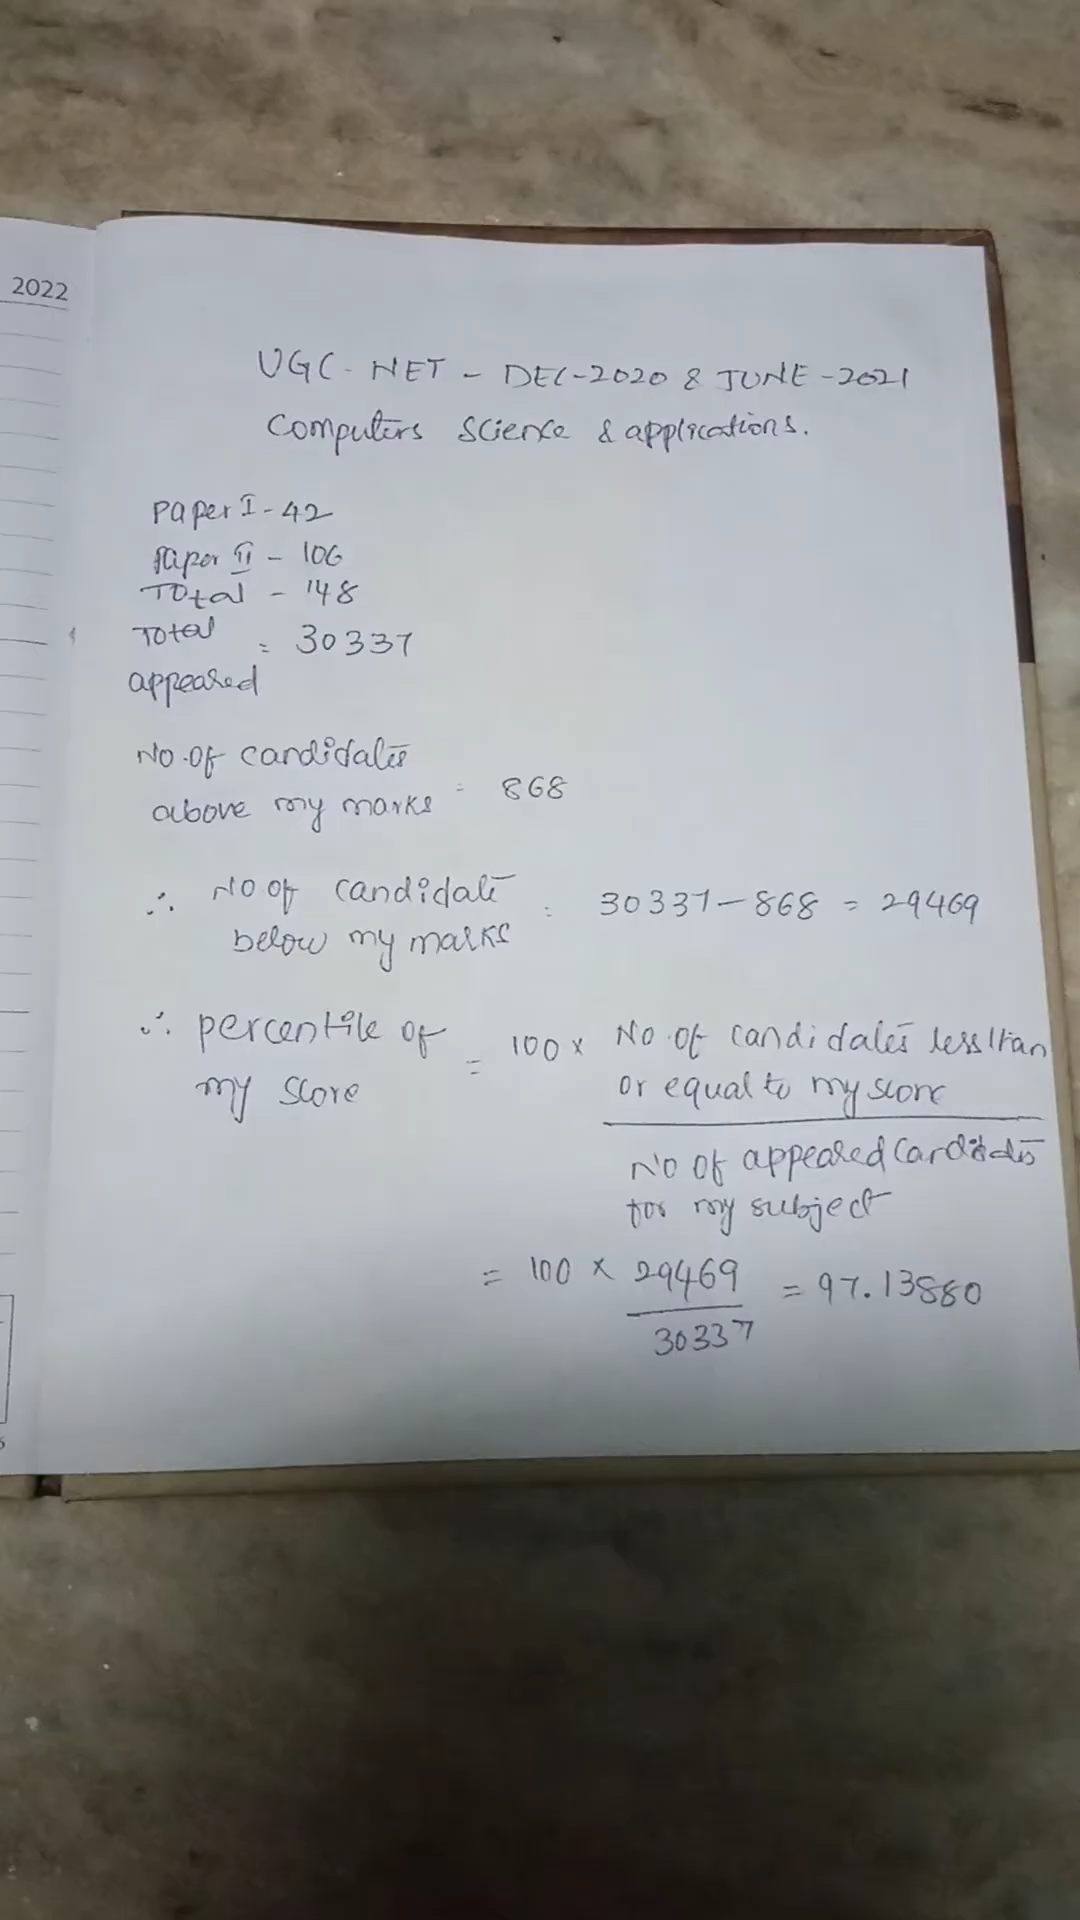 2022
UGC - NET - DEC-2020 & JUNE-2021
Computers Science & applications.
Paper I - 42
Paper II - 106
Total - 148
Total = 30337
appeared
No. of candidates
above my marks = 868
∴ No of candidate = 30337-868 = 29469
below my marks
∴ percentile of = 100 × No. of candidates less than
my score or equal to my score
No of appeared candidates
for my subject
= 100 × 29469 = 97.13880
30337